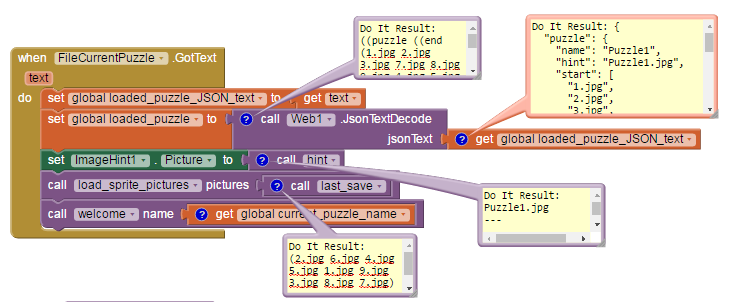 Do It Result:
((puzzle ((end
(1.jpg 2.jpg
3.jpg 7.jpg 8.jpg
Do It Result: {
"puzzle": {
"name": "Puzzle1",
"hint": "Puzzle1.jpg",
"start": [
"1.jpg",
"2.jpg",
"3.jpg",
when FileCurrentPuzzle .GotText
text
do set global loaded_puzzle_JSON_text to get text
set global loaded_puzzle to ? call Web1 .JsonTextDecode
jsonText ? get global loaded_puzzle_JSON_text
set ImageHint1 . Picture to ? call hint
call load_sprite_pictures pictures ? call last_save
call welcome name ? get global current_puzzle_name
Do It Result:
Puzzle1.jpg
---
Do It Result:
(2.jpg 6.jpg 4.jpg
5.jpg 1.jpg 9.jpg
3.jpg 8.jpg 7.jpg)